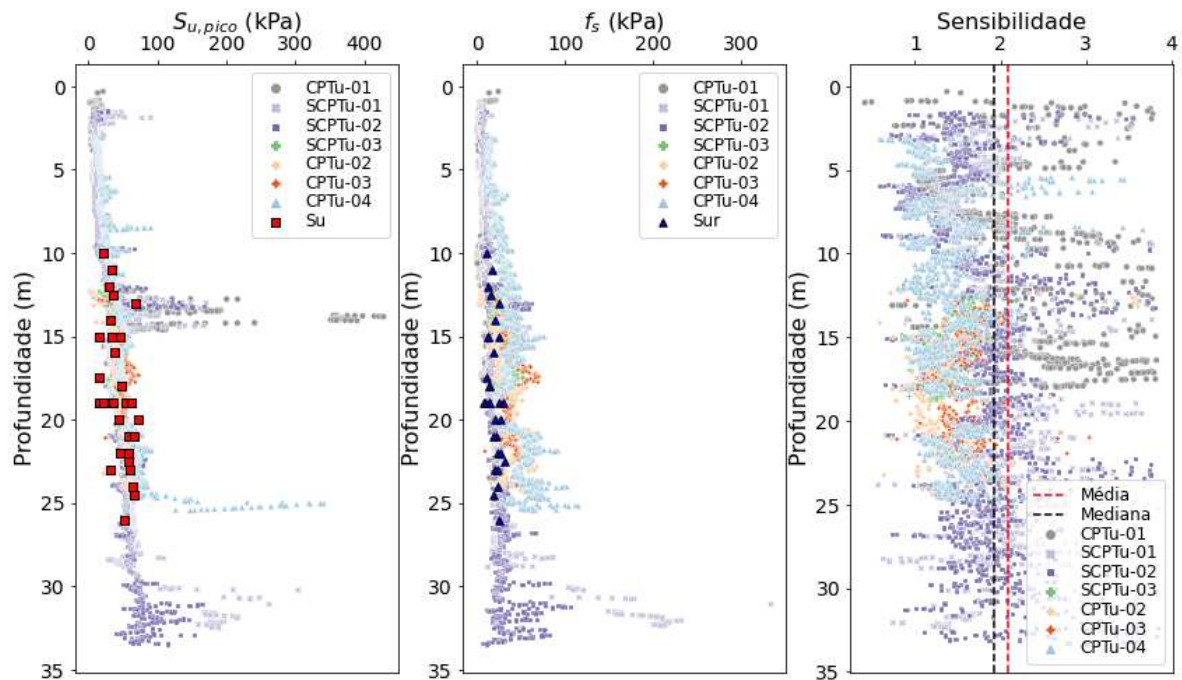 S_{u,pico} (kPa)
0 100 200 300 400
Profundidade (m)
0
5
10
15
20
25
30
35
CPTu-01
SCPTu-01
SCPTu-02
SCPTu-03
CPTu-02
CPTu-03
CPTu-04
Su
f_s (kPa)
0 100 200 300
Profundidade (m)
0
5
10
15
20
25
30
35
CPTu-01
SCPTu-01
SCPTu-02
SCPTu-03
CPTu-02
CPTu-03
CPTu-04
Sur
Sensibilidade
1 2 3 4
Profundidade (m)
0
5
10
15
20
25
30
35
Média
Mediana
CPTu-01
SCPTu-01
SCPTu-02
SCPTu-03
CPTu-02
CPTu-03
CPTu-04